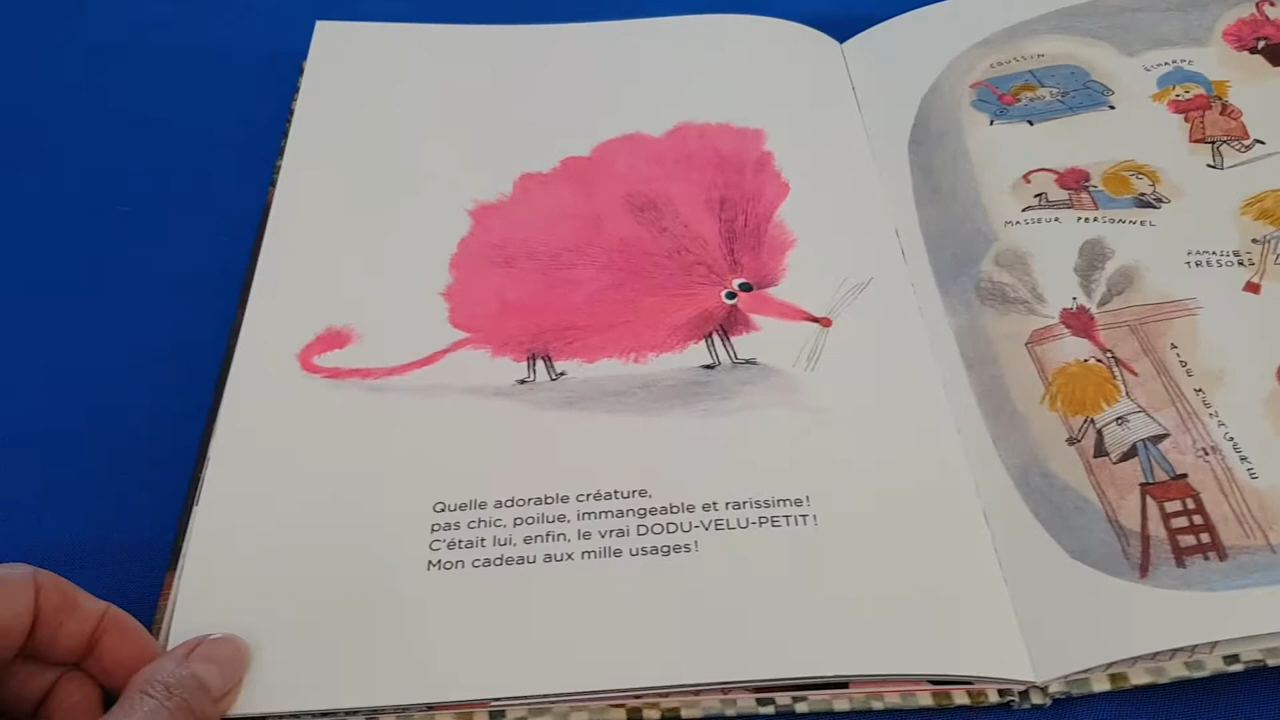 Quelle adorable créature,
pas chic, poilue, immangeable et rarissime !
C'était lui, enfin, le vrai DODU-VELU-PETIT !
Mon cadeau aux mille usages !
COUSSIN
ÉCHARPE
MASSEUR PERSONNEL
RAMASSE-
TRÉSORS
AIDE MÉNAGÈRE